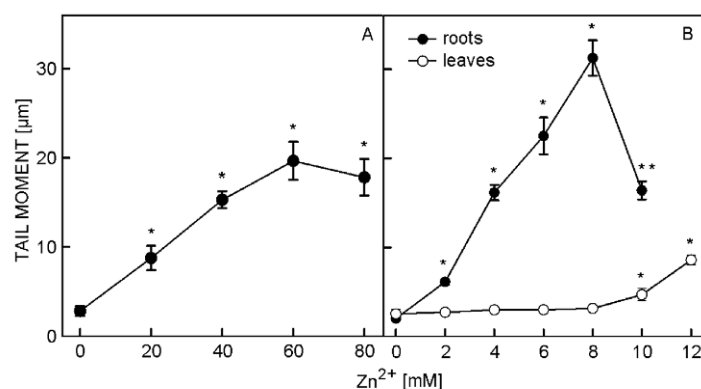 A
B
roots
leaves
TAIL MOMENT [µm]
30
20
10
0
* * * * *
* * * * ** * *
0 20 40 60 80
0 2 4 6 8 10 12
Zn²⁺ [mM]